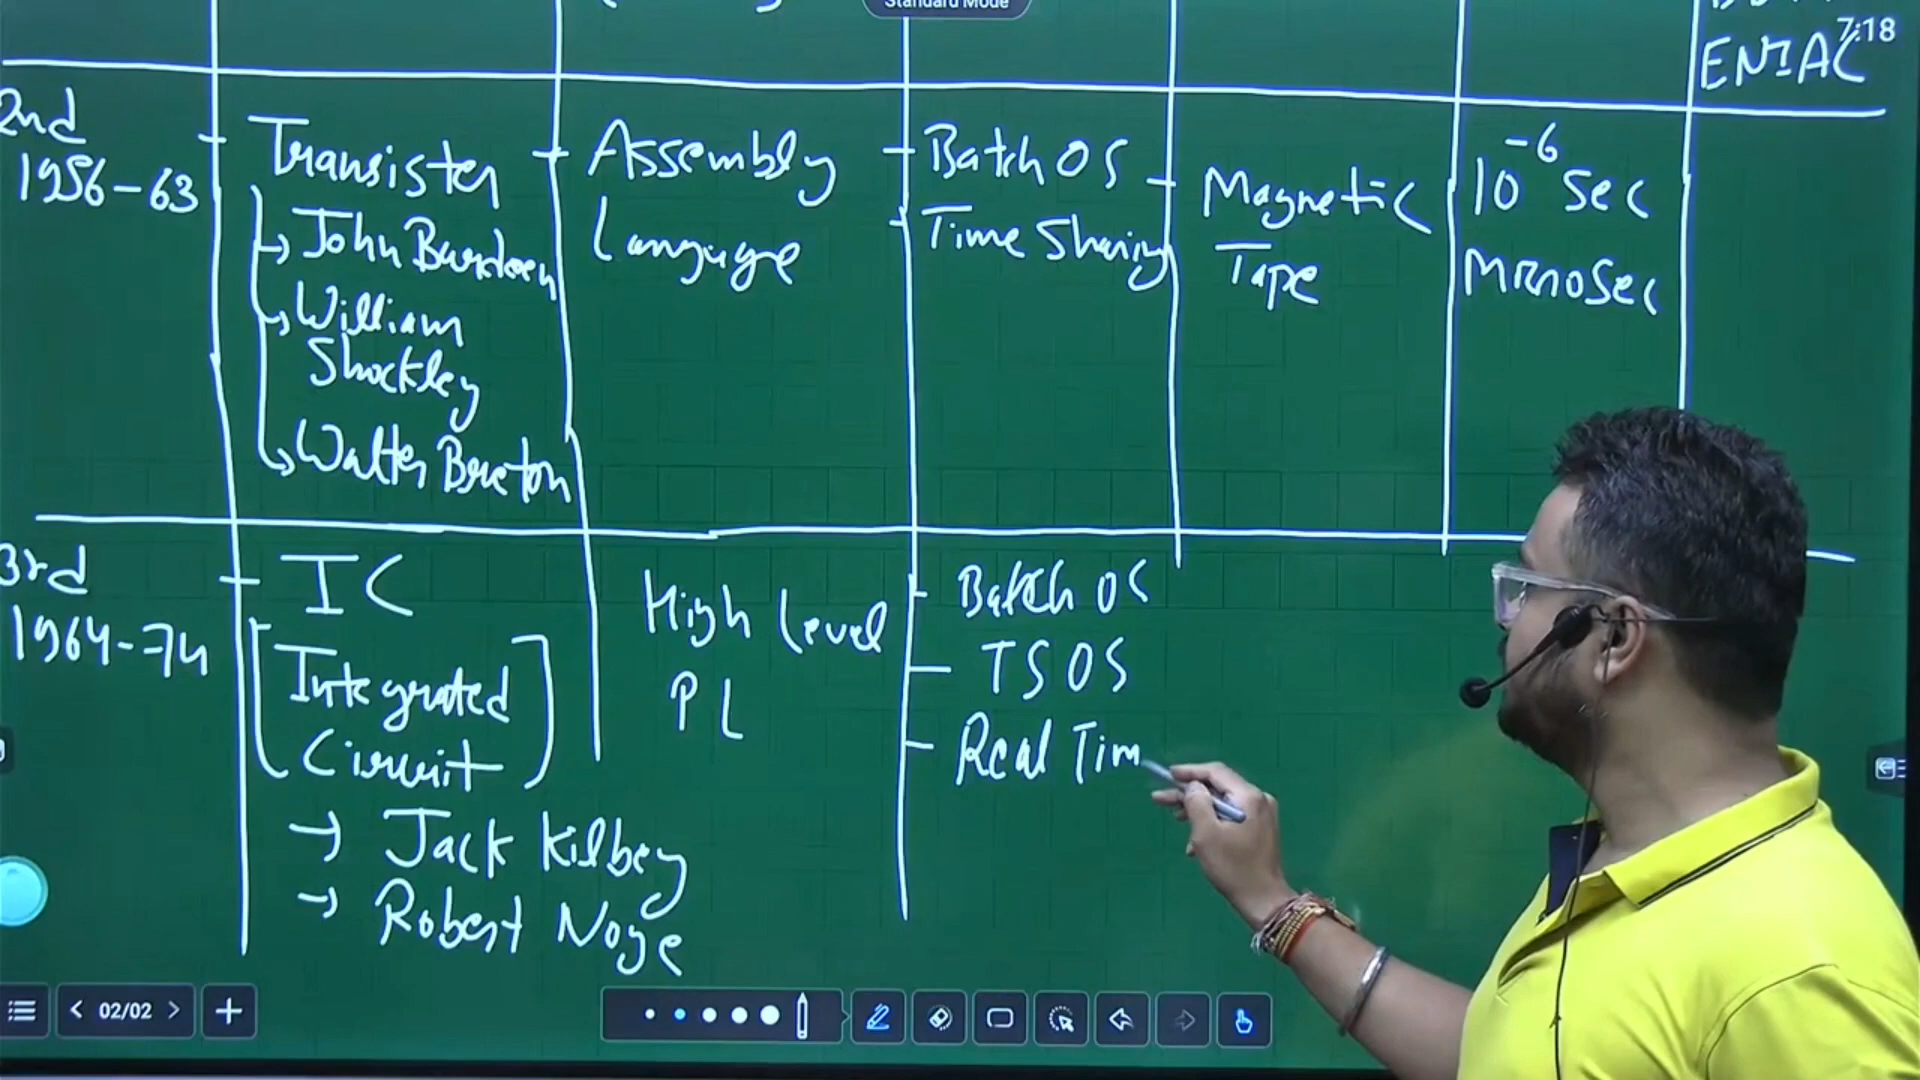 Standard Mode
7:18
ENIAC
2nd
1956-63
Transister
→ John Burdeen
→ William
Shockley
→ Walter Breton
Assembly
Language
Batch OS
Time Sharing
Magnetic
Tape
10⁻⁶ Sec
MicroSec
3rd
1964-74
IC
[Integrated
Circuit]
→ Jack Kilbey
→ Robert Noye
High Level
PL
Batch OS
TSOS
Real Tim
02/02